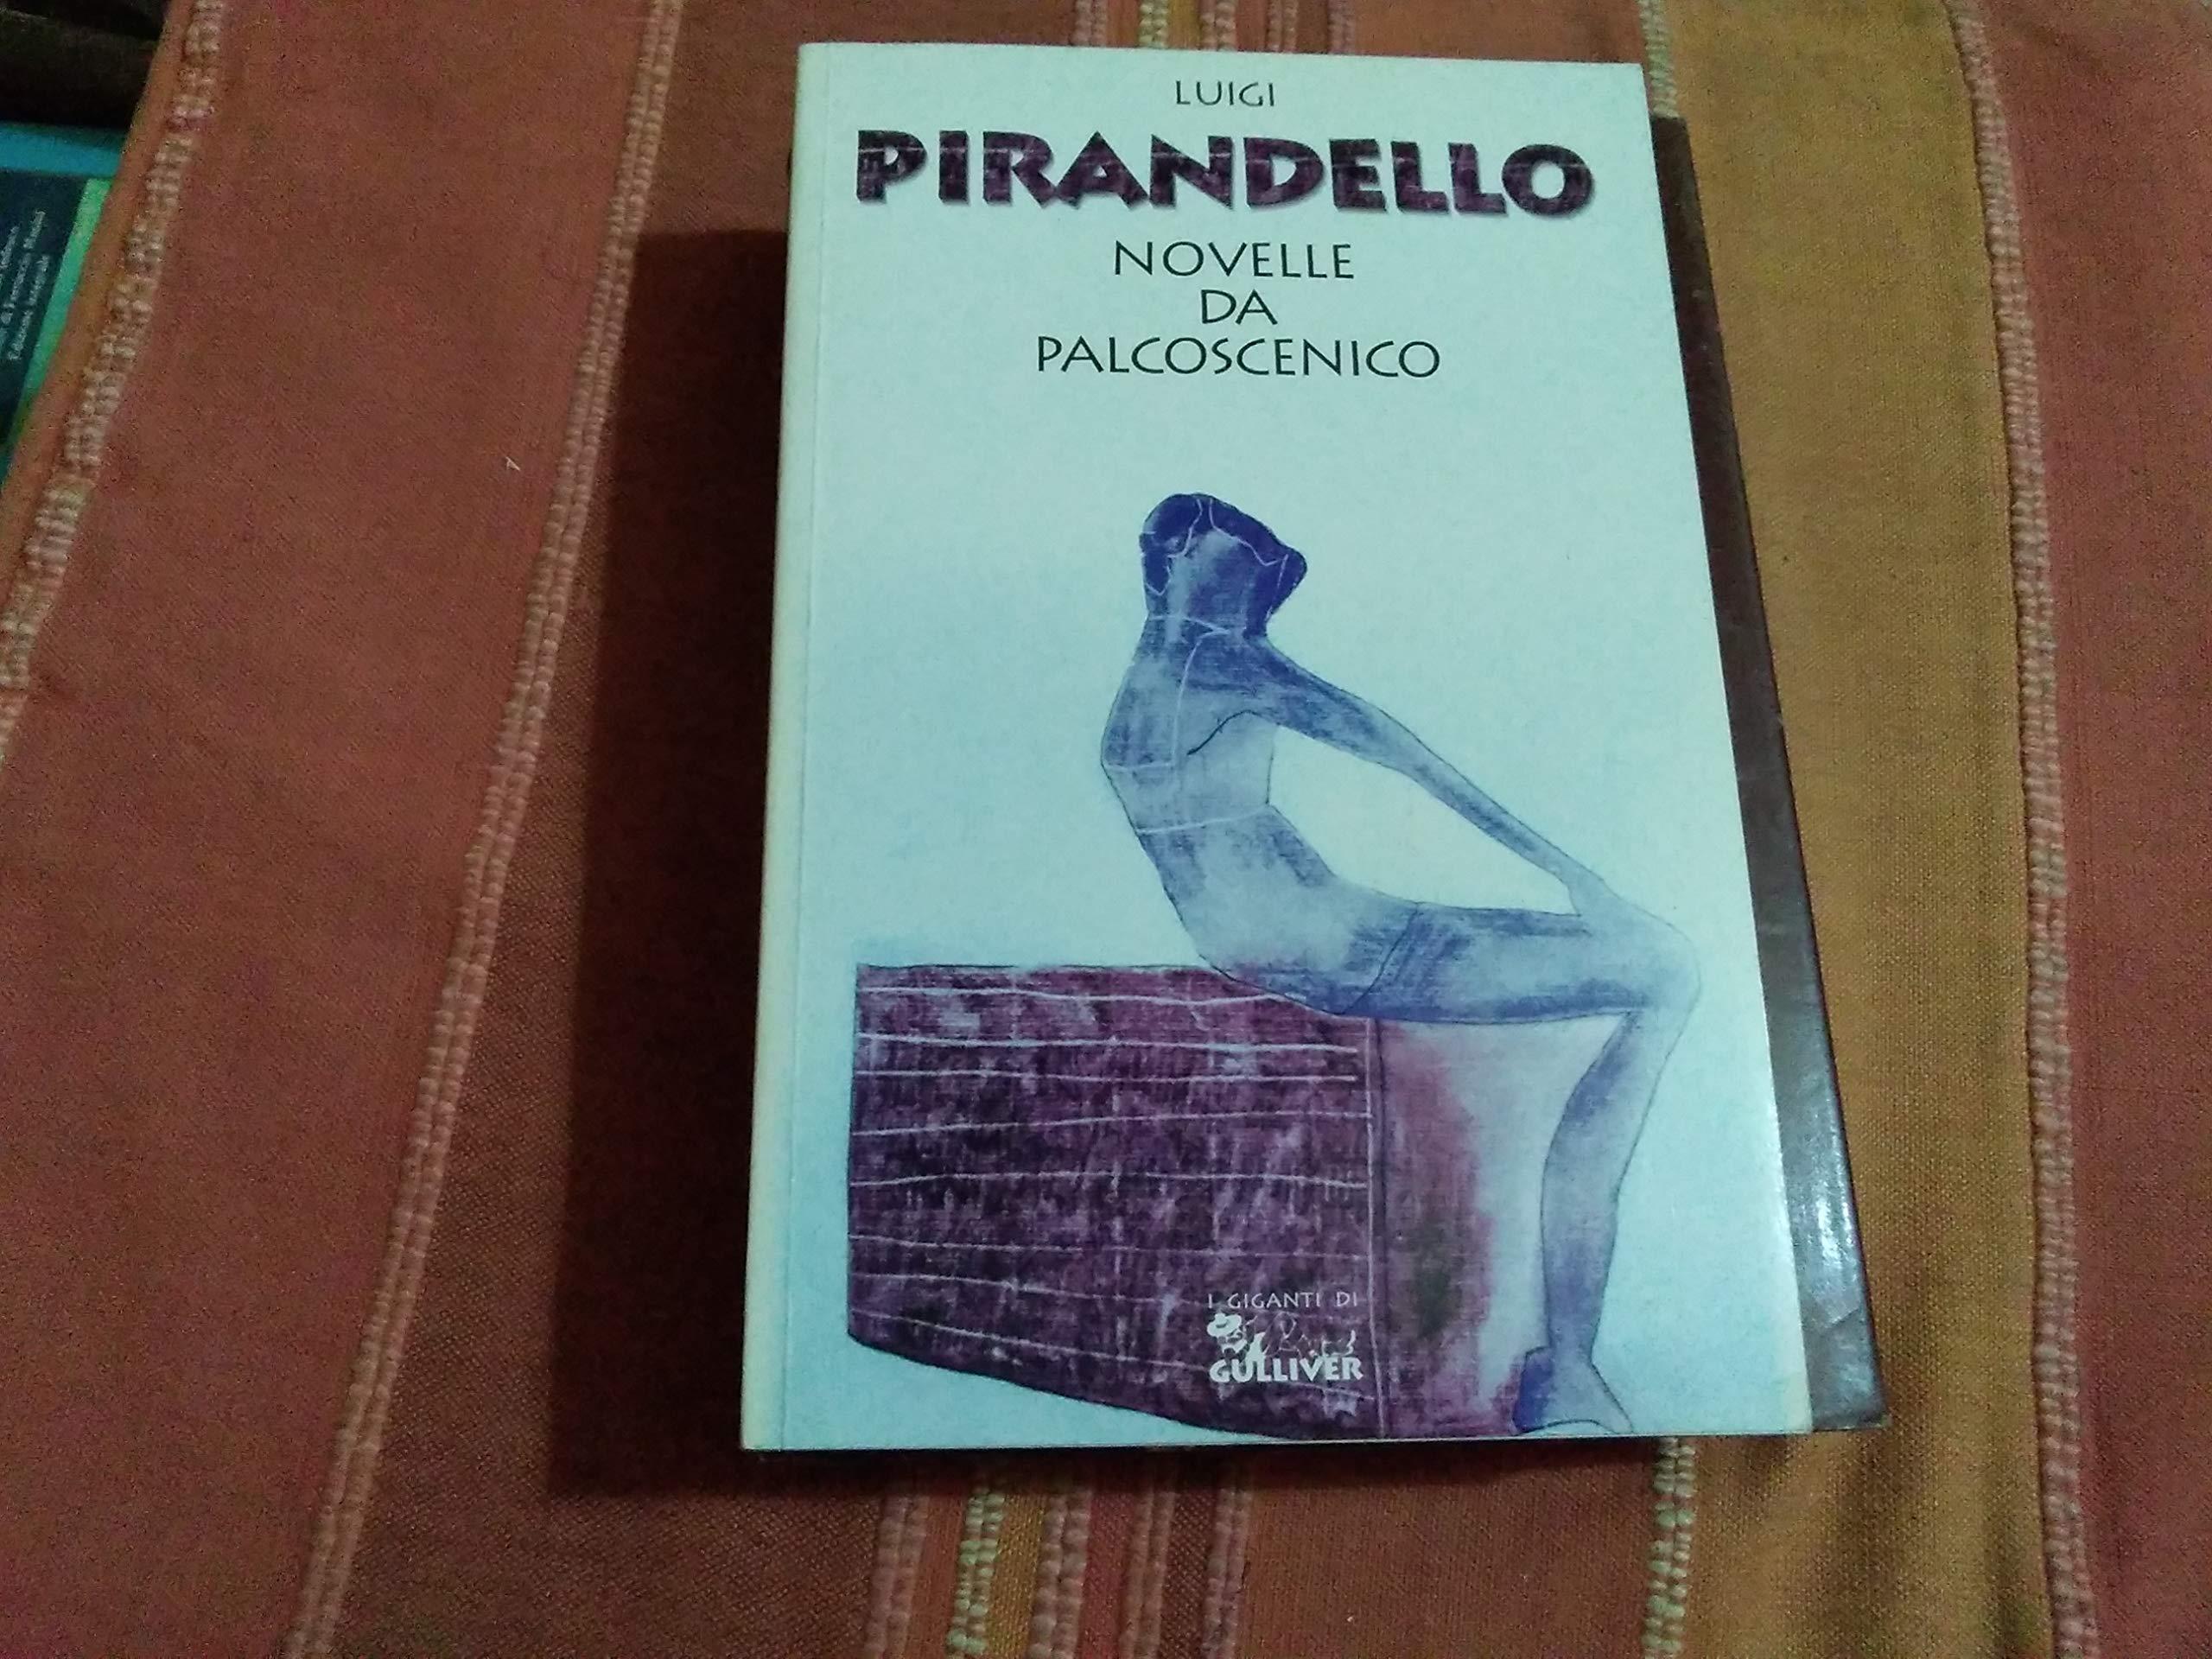 LUIGI
PIRANDELLO
NOVELLE
DA
PALCOSCENICO
I GIGANTI DI
GULLIVER